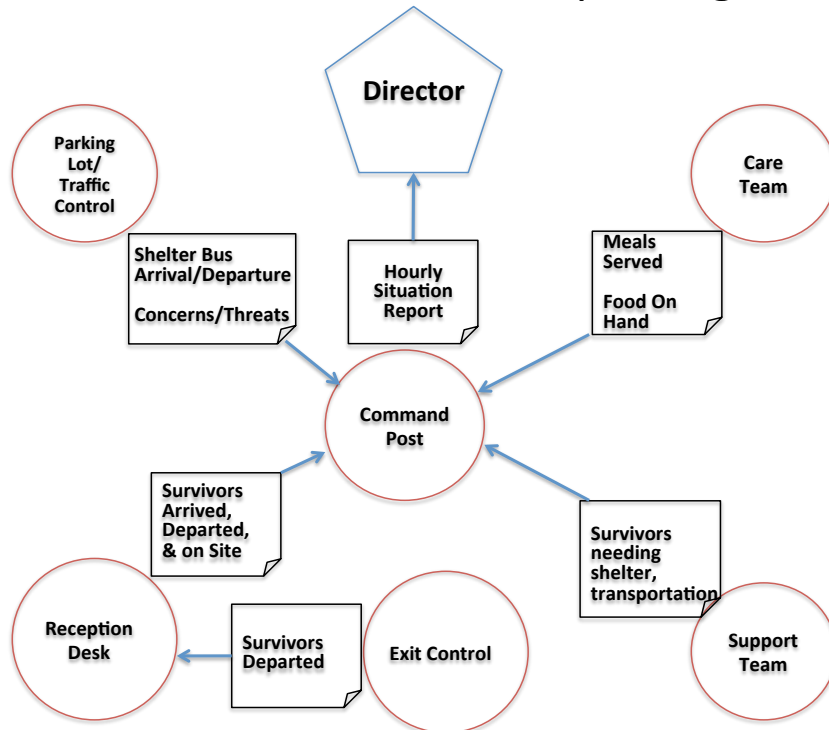 Director
Parking
Lot/
Traffic
Control
Care
Team
Shelter Bus
Arrival/Departure
Concerns/Threats
Hourly
Situation
Report
Meals
Served
Food On
Hand
Command
Post
Survivors
Arrived,
Departed,
& on Site
Survivors
needing
shelter,
transportation
Reception
Desk
Survivors
Departed
Exit Control
Support
Team